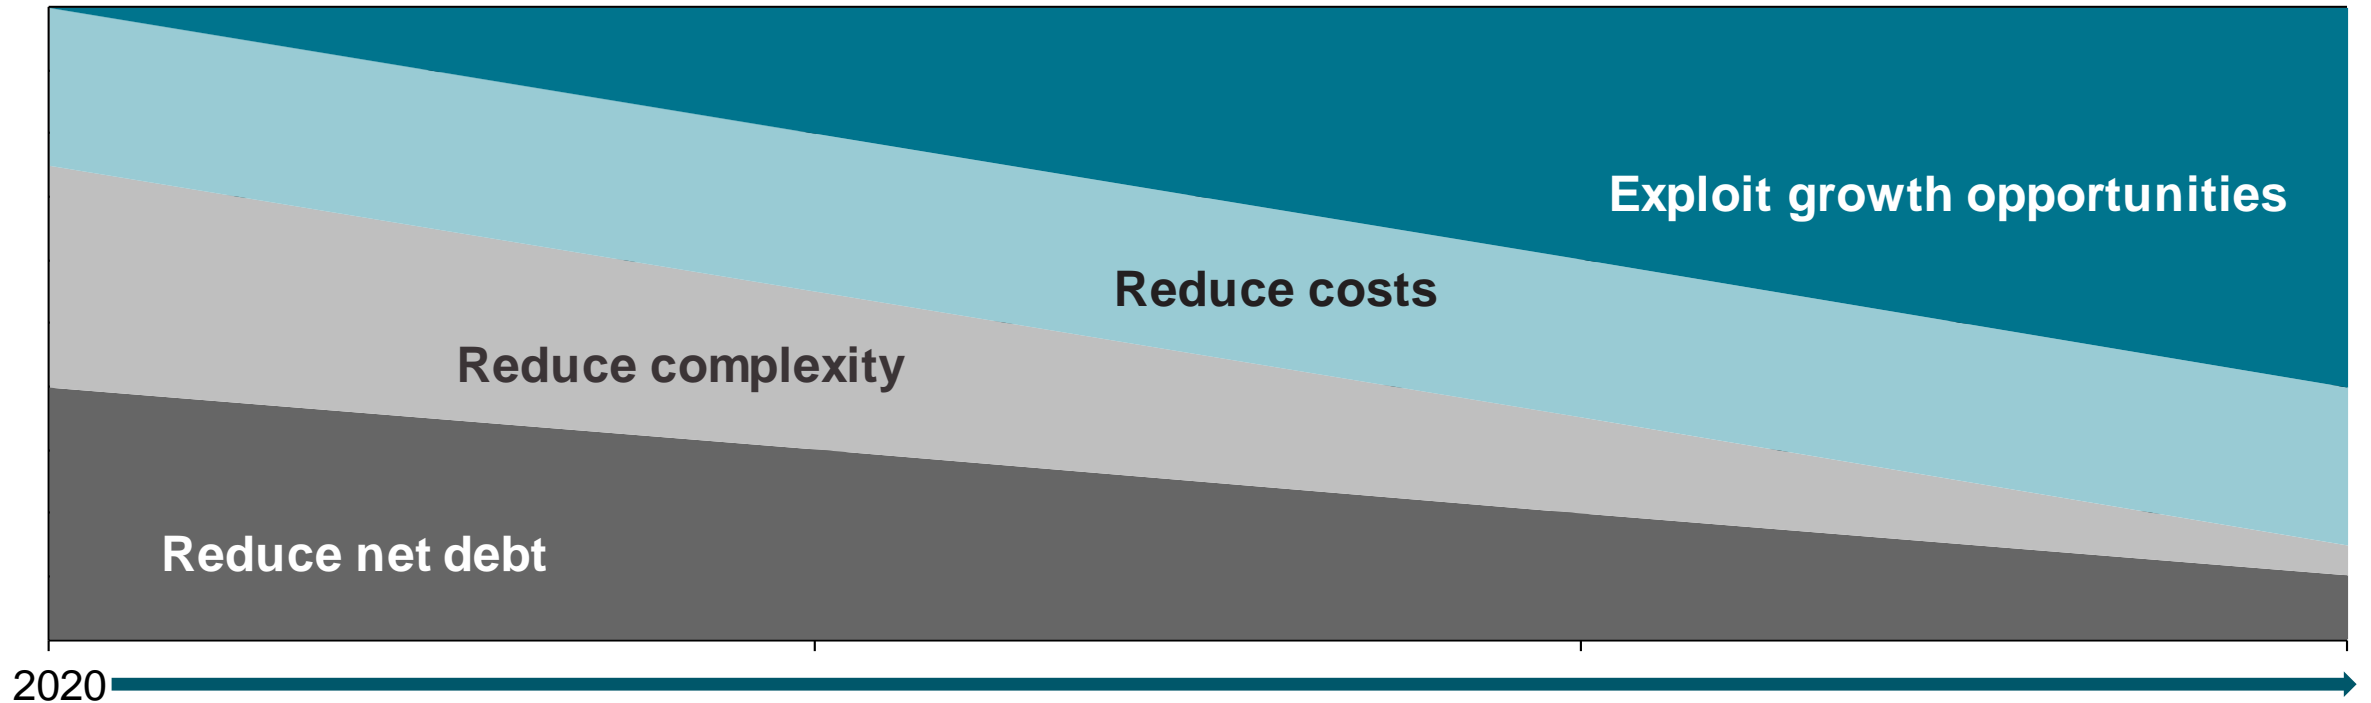 Exploit growth opportunities
Reduce costs
Reduce complexity
Reduce net debt
2020